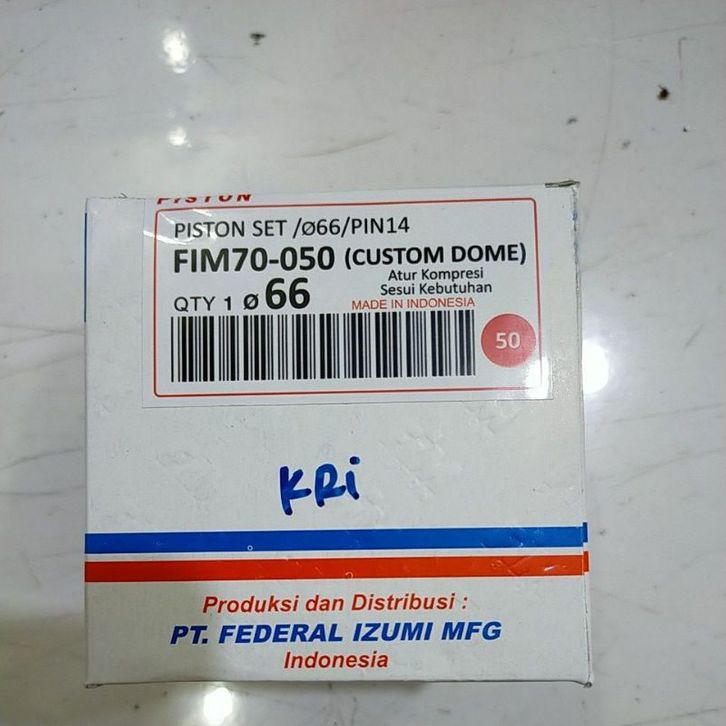 PISTON
PISTON SET /Ø66/PIN14
FIM70-050 (CUSTOM DOME)
Atur Kompresi
Sesui Kebutuhan
QTY 1 Ø 66
MADE IN INDONESIA
50
KRi
Produksi dan Distribusi :
PT. FEDERAL IZUMI MFG
Indonesia